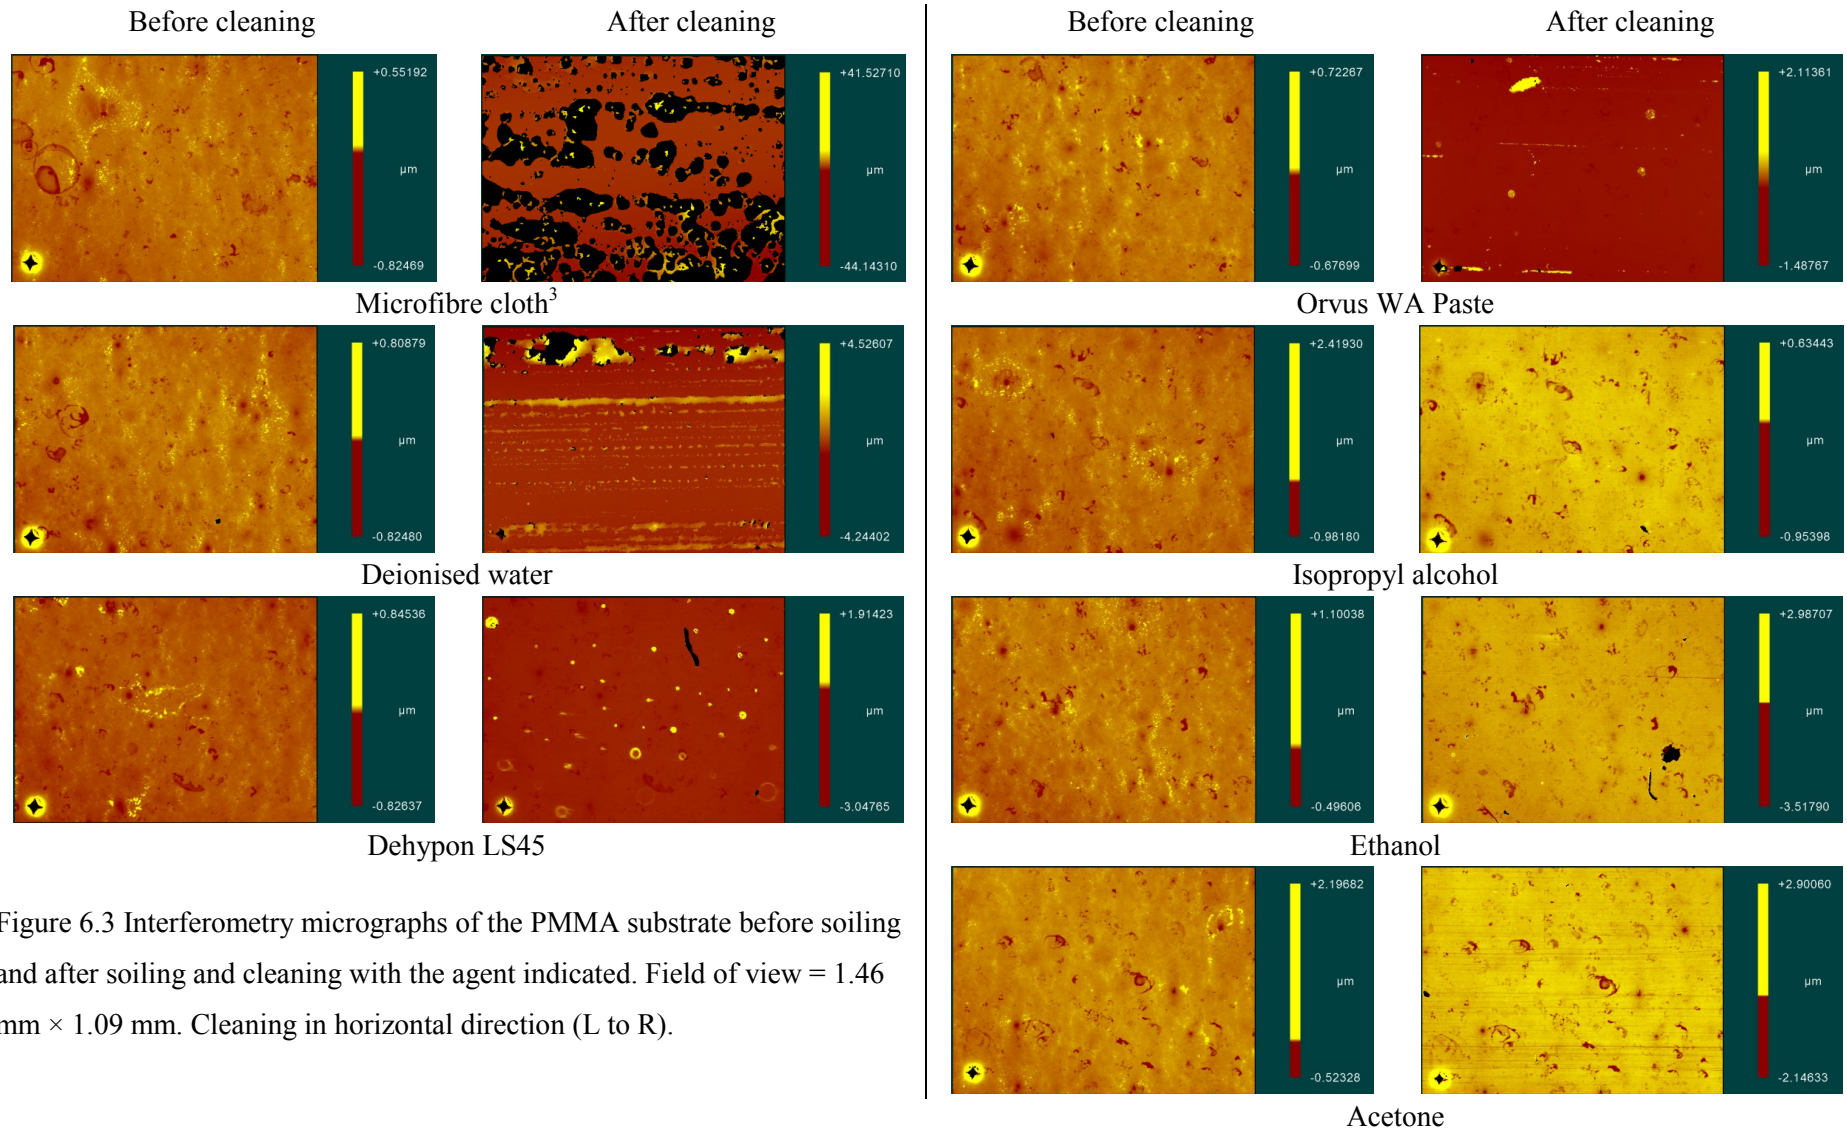 Before cleaning
After cleaning
+0.55192
µm
-0.82469
+41.52710
µm
-44.14310
Microfibre cloth3
+0.80879
µm
-0.82480
+4.52607
µm
-4.24402
Deionised water
+0.84536
µm
-0.82637
+1.91423
µm
-3.04765
Dehypon LS45
Figure 6.3 Interferometry micrographs of the PMMA substrate before soiling
and after soiling and cleaning with the agent indicated. Field of view = 1.46
mm × 1.09 mm. Cleaning in horizontal direction (L to R).
Before cleaning
After cleaning
+0.72267
µm
-0.67699
+2.11361
µm
-1.48767
Orvus WA Paste
+2.41930
µm
-0.98180
+0.63443
µm
-0.95398
Isopropyl alcohol
+1.10038
µm
-0.49606
+2.98707
µm
-3.51790
Ethanol
+2.19682
µm
-0.52328
+2.90060
µm
-2.14633
Acetone